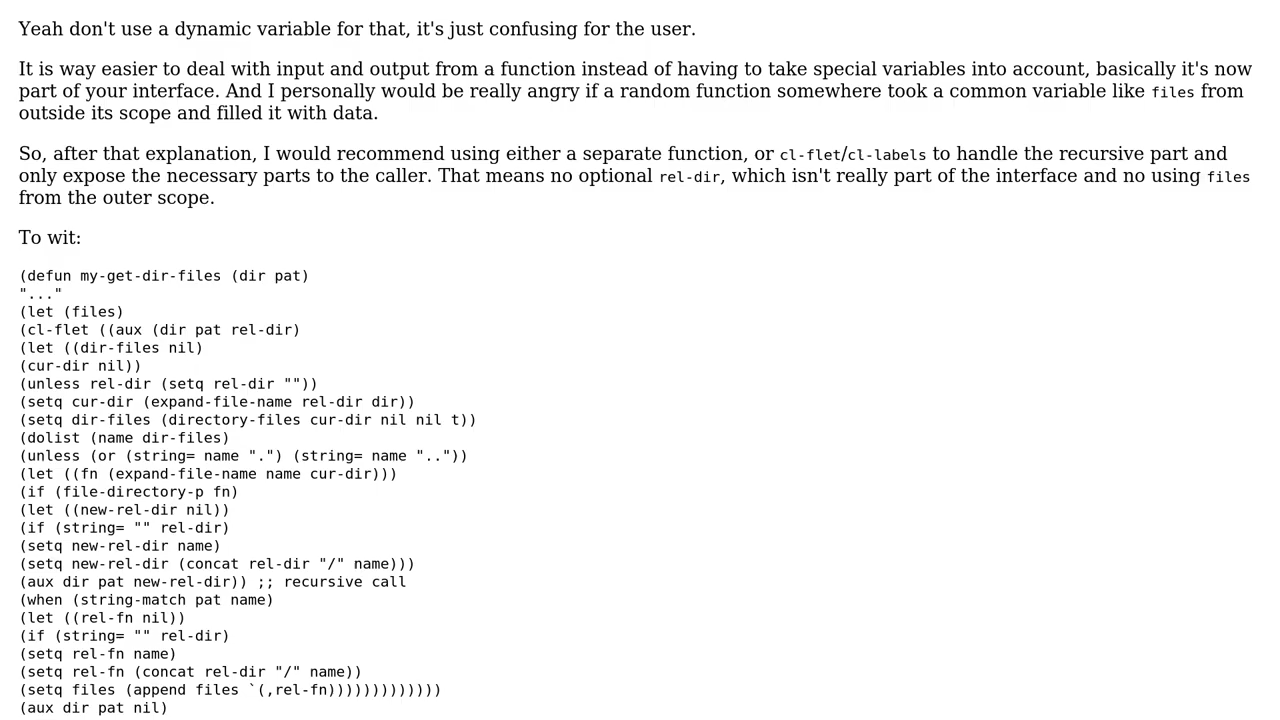 Yeah don't use a dynamic variable for that, it's just confusing for the user.
It is way easier to deal with input and output from a function instead of having to take special variables into account, basically it's now
part of your interface. And I personally would be really angry if a random function somewhere took a common variable like files from
outside its scope and filled it with data.
So, after that explanation, I would recommend using either a separate function, or cl-flet/cl-labels to handle the recursive part and
only expose the necessary parts to the caller. That means no optional rel-dir, which isn't really part of the interface and no using files
from the outer scope.
To wit:
(defun my-get-dir-files (dir pat)
"..."
(let (files)
(cl-flet ((aux (dir pat rel-dir)
(let ((dir-files nil)
(cur-dir nil))
(unless rel-dir (setq rel-dir ""))
(setq cur-dir (expand-file-name rel-dir dir))
(setq dir-files (directory-files cur-dir nil nil t))
(dolist (name dir-files)
(unless (or (string= name ".") (string= name ".."))
(let ((fn (expand-file-name name cur-dir)))
(if (file-directory-p fn)
(let ((new-rel-dir nil))
(if (string= "" rel-dir)
(setq new-rel-dir name)
(setq new-rel-dir (concat rel-dir "/" name)))
(aux dir pat new-rel-dir)) ;; recursive call
(when (string-match pat name)
(let ((rel-fn nil))
(if (string= "" rel-dir)
(setq rel-fn name)
(setq rel-fn (concat rel-dir "/" name))
(setq files (append files `(,rel-fn)))))))))))))
(aux dir pat nil)